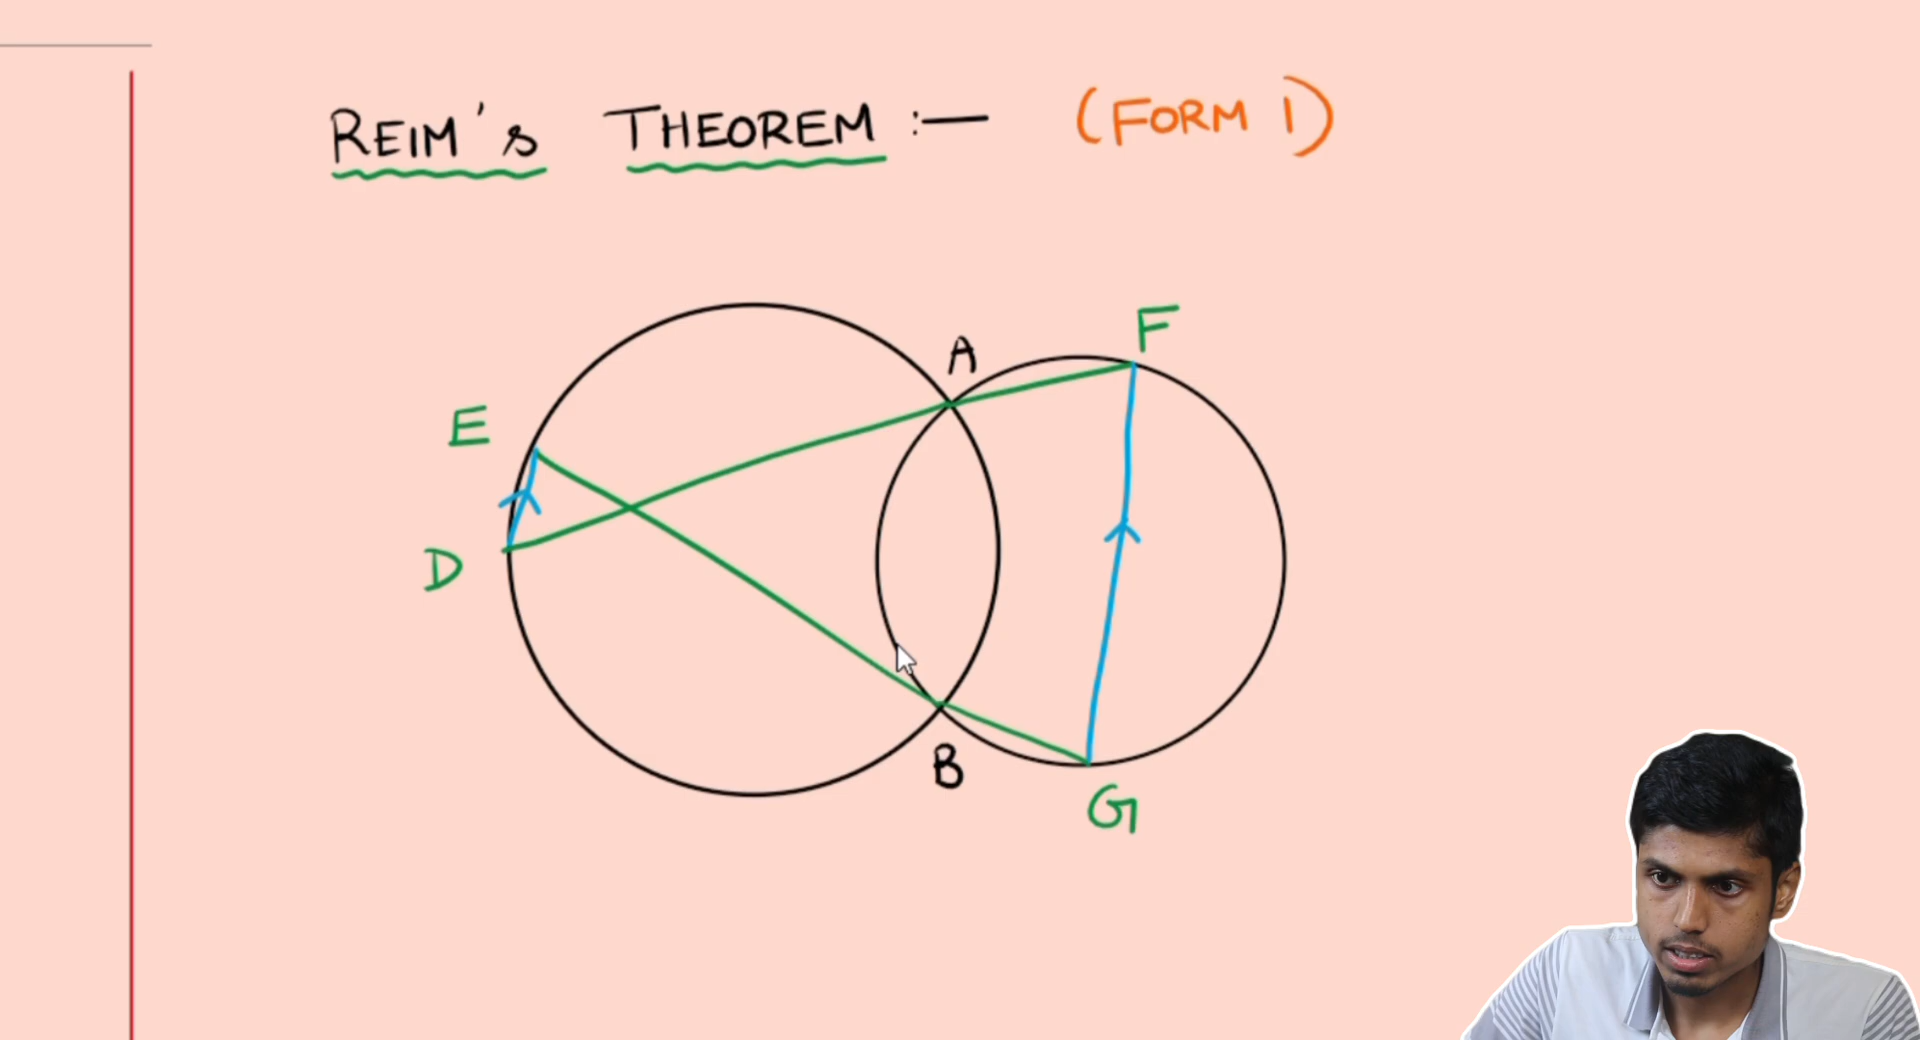 REIM's THEOREM :— (FORM 1)
A F
E
D
B
G